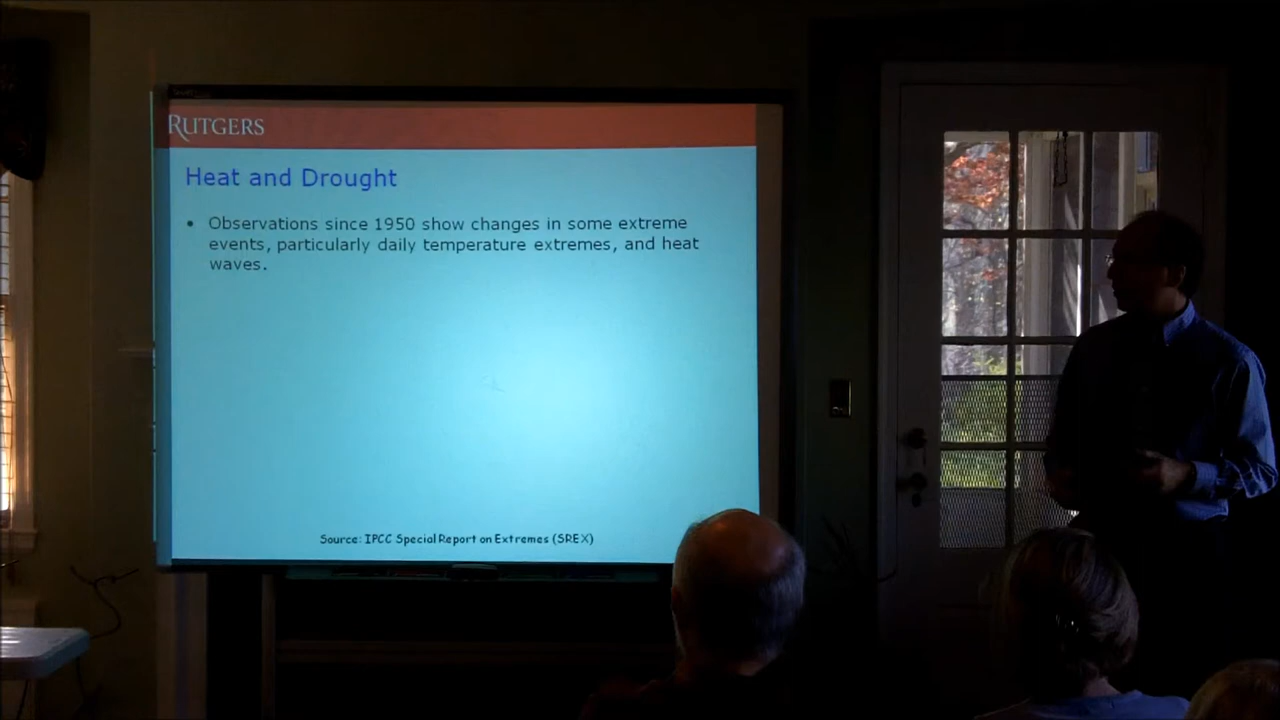 RUTGERS
Heat and Drought
• Observations since 1950 show changes in some extreme
events, particularly daily temperature extremes, and heat
waves.
Source: IPCC Special Report on Extremes (SREX)